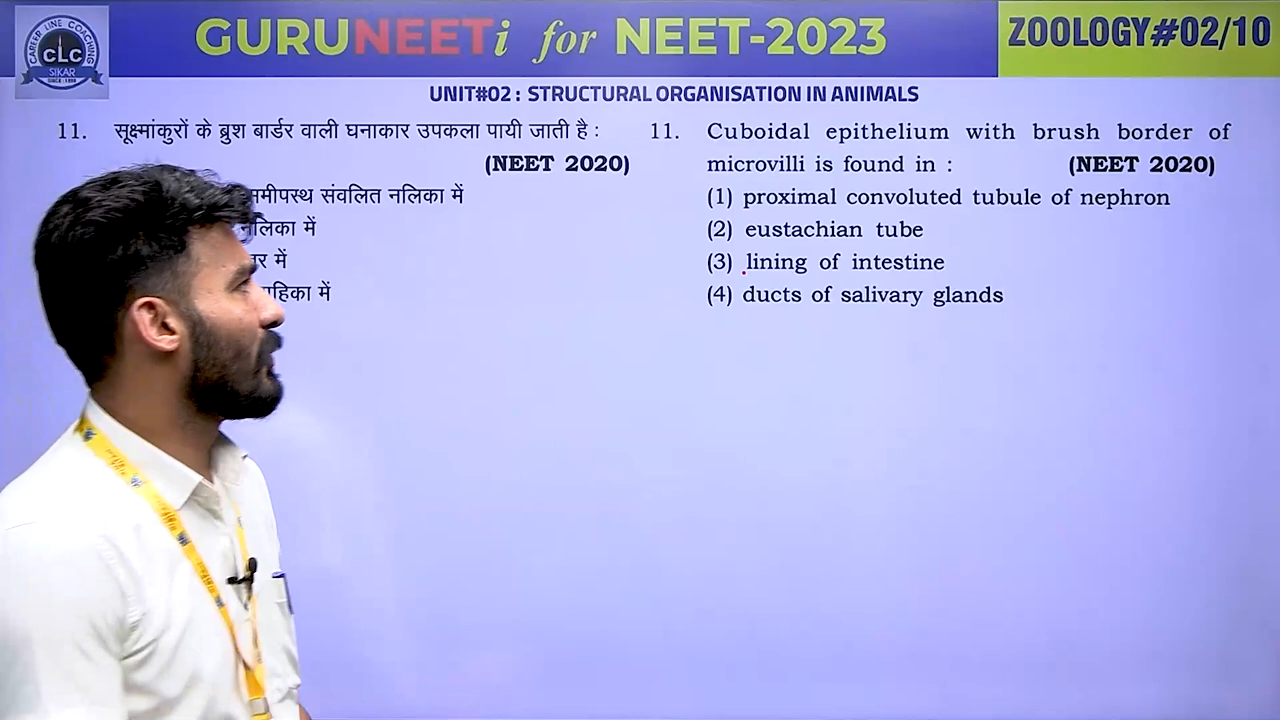 CAREER LINE COACHING
CLC
SIKAR
SINCE: 1996
GURUNEETi for NEET-2023
ZOOLOGY#02/10
UNIT#02 : STRUCTURAL ORGANISATION IN ANIMALS
11. सूक्ष्मांकुरों के ब्रुश बार्डर वाली घनाकार उपकला पायी जाती है :
(NEET 2020)
समीपस्थ संवलित नलिका में
नलिका में
में
में
11. Cuboidal epithelium with brush border of
microvilli is found in : (NEET 2020)
(1) proximal convoluted tubule of nephron
(2) eustachian tube
(3) lining of intestine
(4) ducts of salivary glands